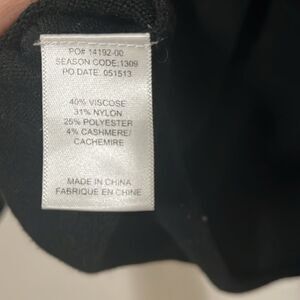 PO# 14192-00
SEASON CODE:1309
PO DATE: 051513
40% VISCOSE
31% NYLON
25% POLYESTER
4% CASHMERE/
CACHEMIRE
MADE IN CHINA
FABRIQUE EN CHINE